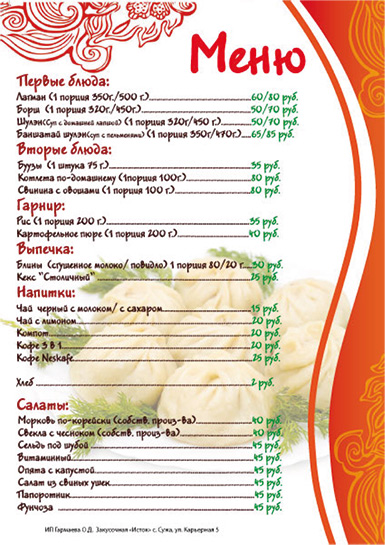 Меню
Первые блюда:
Лагман (1 порция 350г./500 г.)..............60/80 руб.
Борщ (1 порция 320г./450г.)..............50/70 руб.
Шулэн(Суп с домашней лапшой) (1 порция 320г/450 г.)..............50/70 руб.
Баншатай шулэн(суп с пельменями) (1 порция 350г/470г.)..............65/85 руб.
Вторые блюда:
Буузы (1 штука 75 г.)..............35 руб.
Котлета по-домашнему (1порция 100г.)..............80 руб.
Свинина с овощами (1 порция 100 г.)..............80 руб.
Гарнир:
Рис (1 порция 200 г.)..............35 руб.
Картофельное пюре (1 порция 200 г.)..............40 руб.
Выпечка:
Блины (сгущенное молоко/ повидло) 1 порция 80/20 г.....30 руб.
Кекс "Столичный"..............25 руб.
Напитки:
Чай черный с молоком/ с сахаром..............15 руб.
Чай с лимоном..............20 руб.
Компот..............20 руб.
Кофе 3 в 1..............20 руб.
Кофе Neskafe..............25 руб.
Хлеб..............2 руб.
Салаты:
Морковь по-корейски (собств. произ-ва)..............40 руб.
Свекла с чесноком (собств. произ-ва)..............40 руб.
Сельдь под шубой..............45 руб.
Витаминный..............45 руб.
Опята с капустой..............45 руб.
Салат из свиных ушек..............45 руб.
Папоротник..............45 руб.
Фунчоза..............45 руб.
ИП Гармаева О.Д. Закусочная «Исток» с. Сужа, ул. Карьерная 5